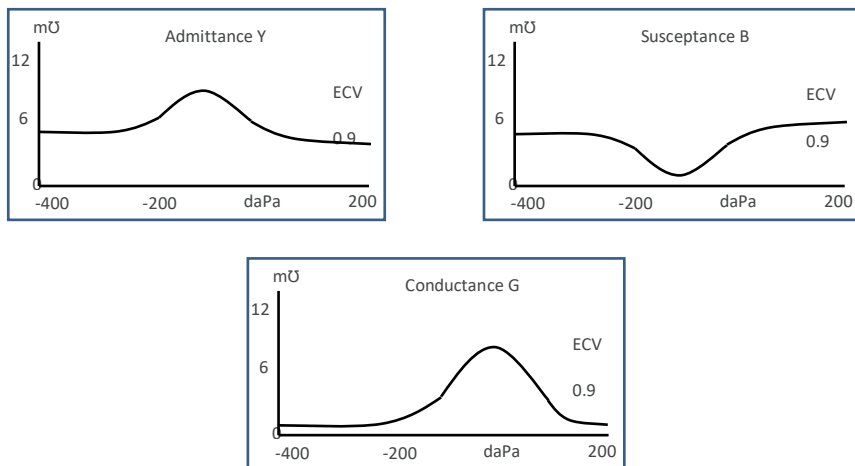 m℧
Admittance Y
12
ECV
6
0.9
0
-400 -200 daPa 200
m℧
Susceptance B
12
ECV
6
0.9
0
-400 -200 daPa 200
m℧
Conductance G
12
ECV
6
0.9
0
-400 -200 daPa 200